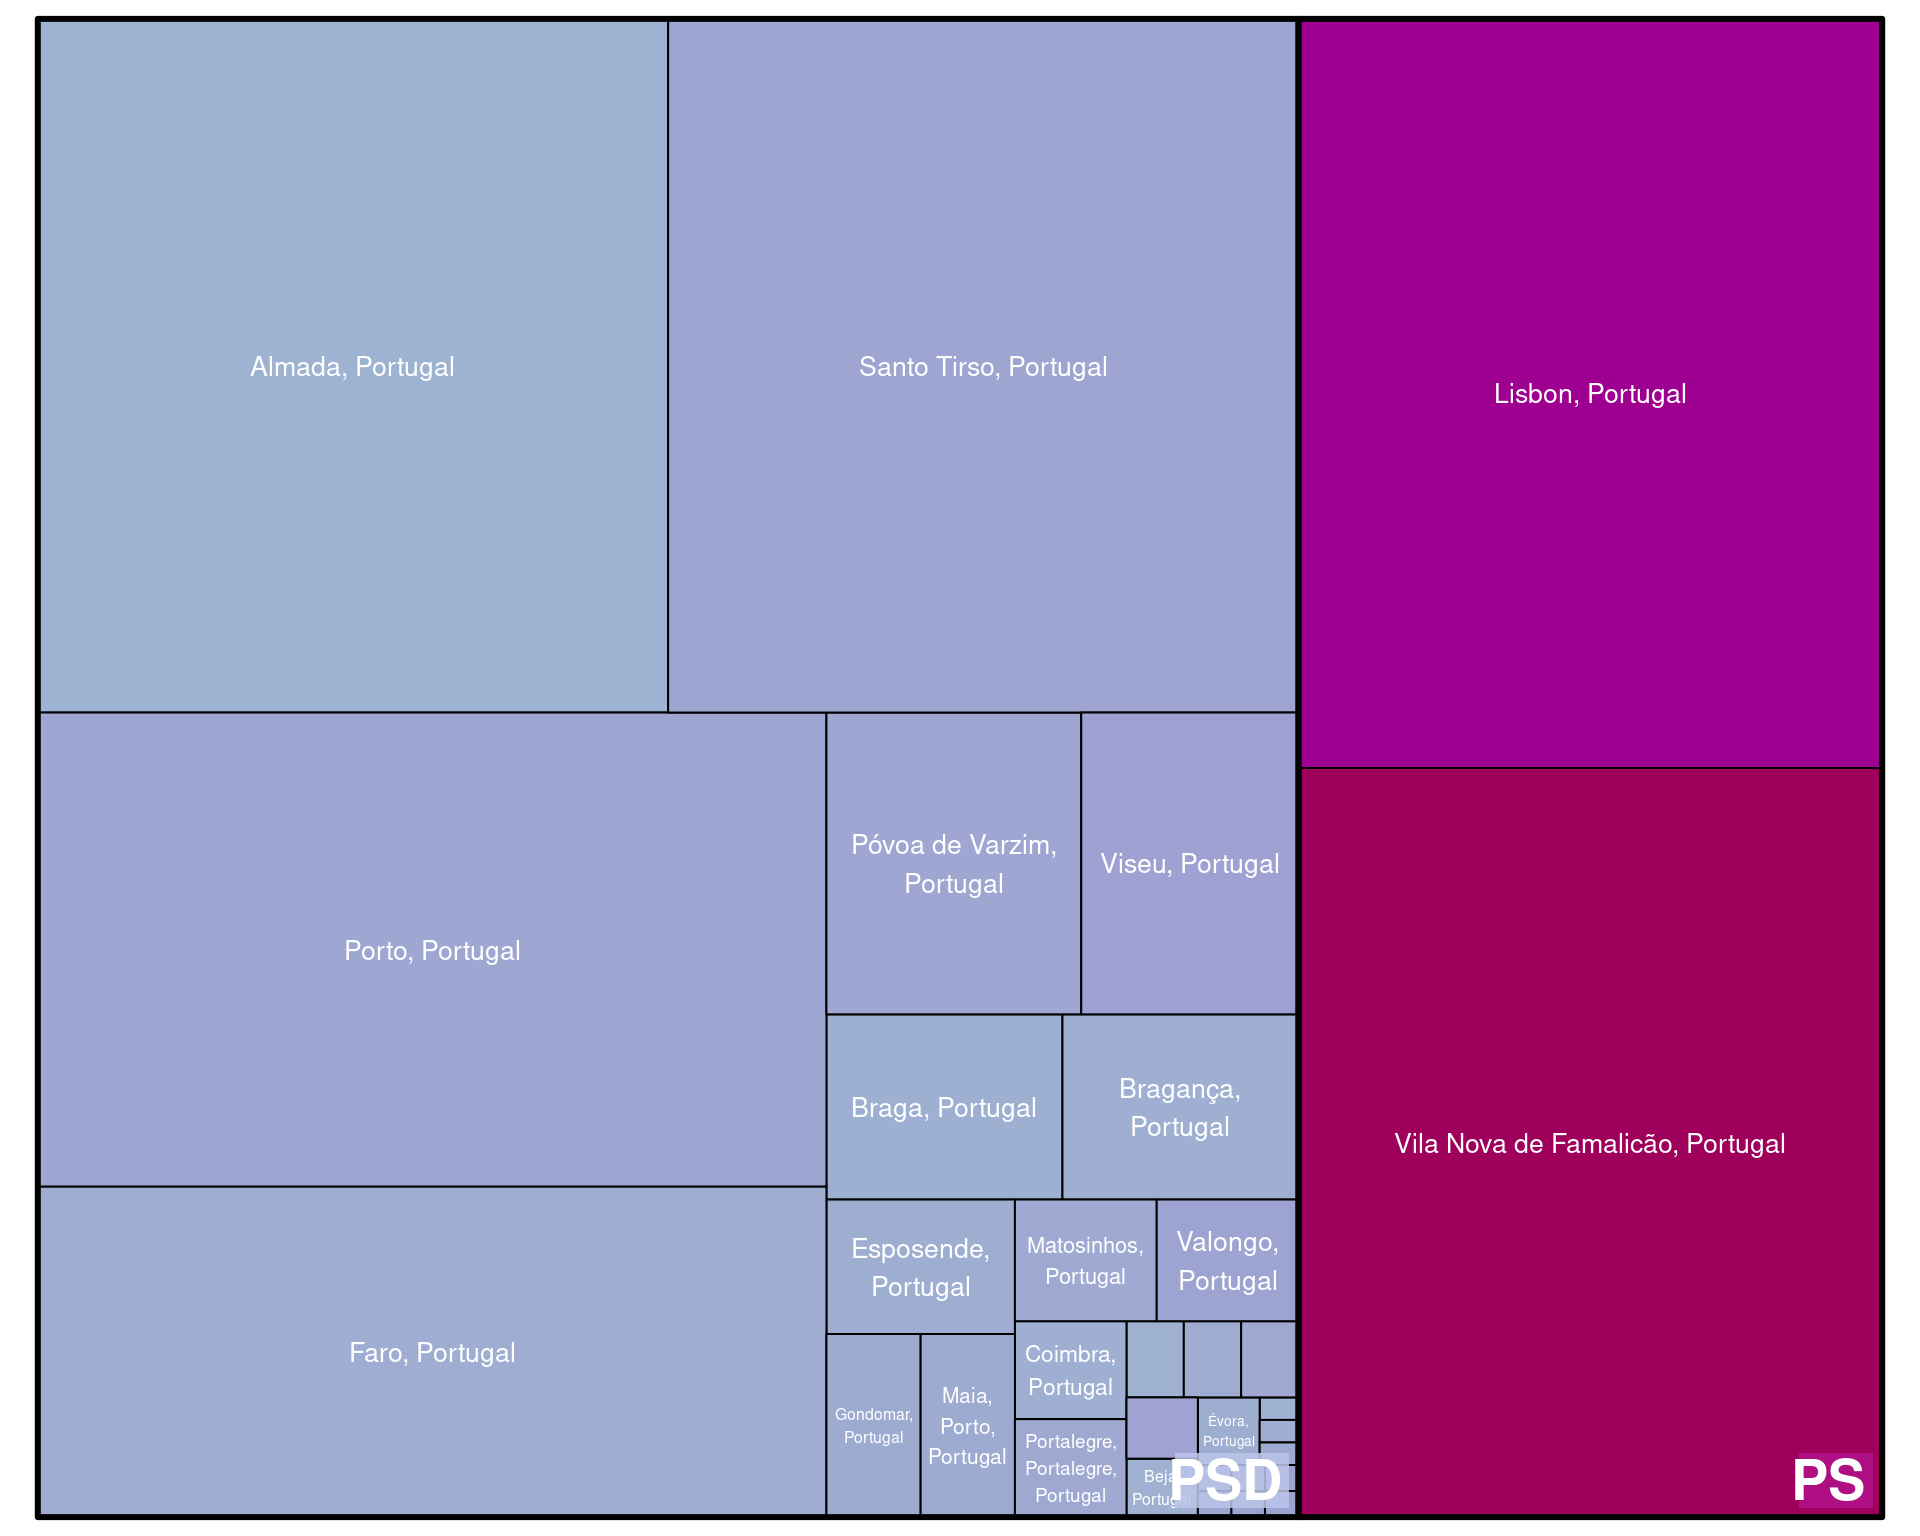 Almada, Portugal
Santo Tirso, Portugal
Lisbon, Portugal
Porto, Portugal
Póvoa de Varzim,
Portugal
Viseu, Portugal
Braga, Portugal
Bragança,
Portugal
Vila Nova de Famalicão, Portugal
Faro, Portugal
Esposende,
Portugal
Matosinhos,
Portugal
Valongo,
Portugal
Gondomar,
Portugal
Maia,
Porto,
Portugal
Coimbra,
Portugal
Portalegre,
Portalegre,
Portugal
Évora,
Portugal
Beja,
Portugal
PSD
PS